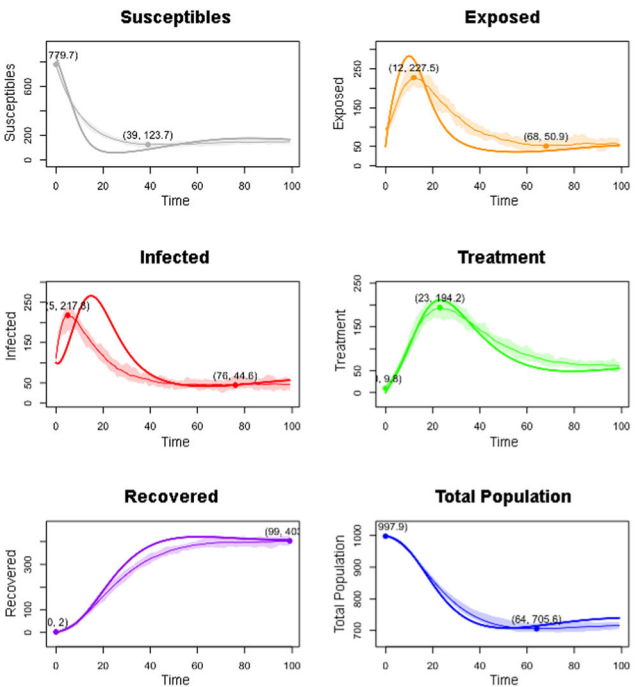 Susceptibles
Exposed
779.7)
(39, 123.7)
Susceptibles
0 200 600
0 20 40 60 80 100
Time
(12, 227.5)
(68, 50.9)
Exposed
0 50 150 250
0 20 40 60 80 100
Time
Infected
Treatment
(5, 217.8)
(76, 44.6)
Infected
0 50 150 250
0 20 40 60 80 100
Time
(23, 194.2)
, 9.8)
Treatment
0 50 150 250
0 20 40 60 80 100
Time
Recovered
Total Population
(99, 403
0, 2)
Recovered
0 100 300
0 20 40 60 80 100
Time
997.9)
(64, 705.6)
Total Population
700 800 900 1000
0 20 40 60 80 100
Time